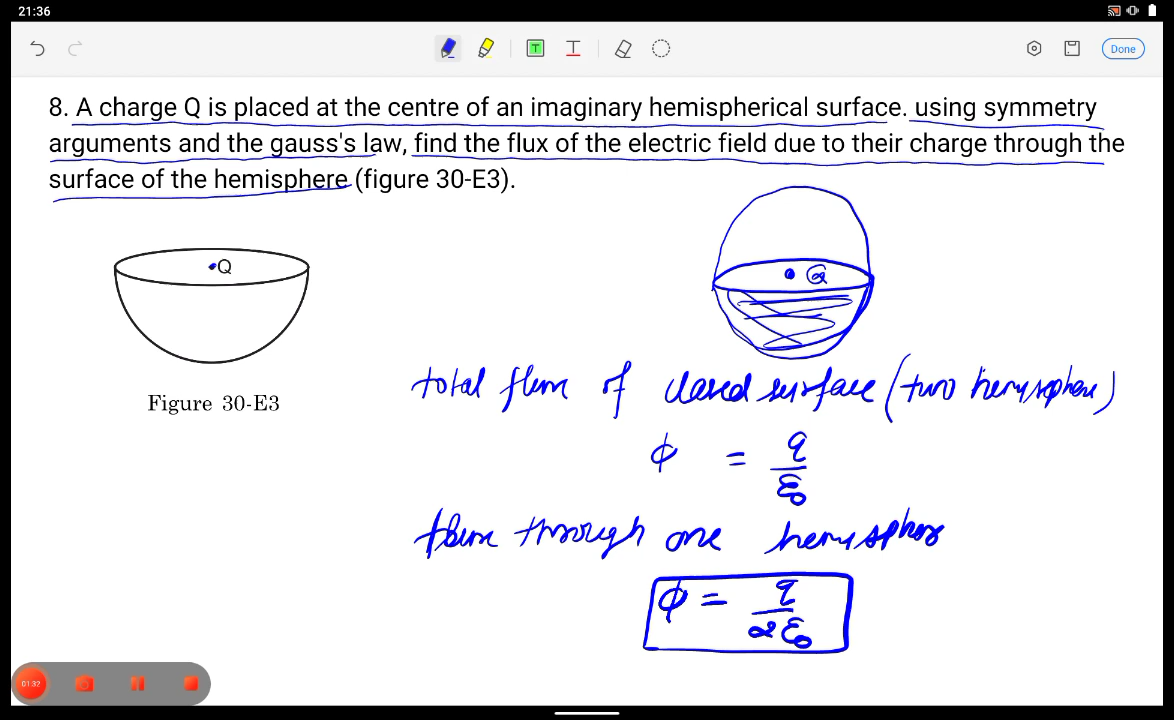 21:36
Done
8. A charge Q is placed at the centre of an imaginary hemispherical surface. using symmetry
arguments and the gauss's law, find the flux of the electric field due to their charge through the
surface of the hemisphere (figure 30-E3).
Q
Q
Figure 30-E3
total flux of closed surface (two hemisphere)
ϕ = q/ε₀
flux through one hemisphere
ϕ = q/2ε₀
01:32